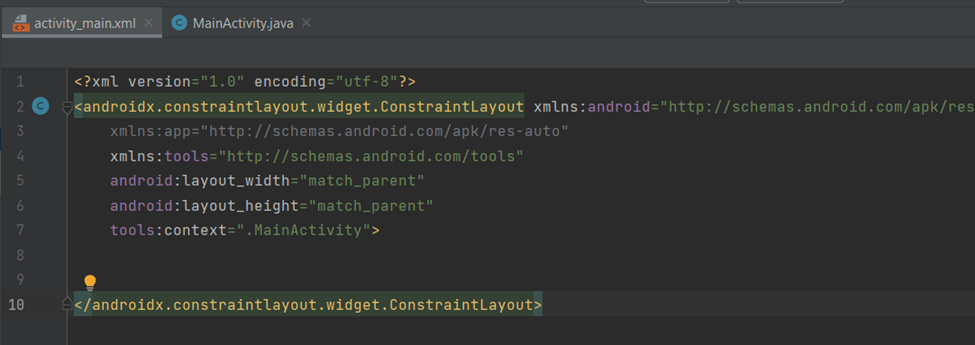 activity_main.xml
MainActivity.java
1 <?xml version="1.0" encoding="utf-8"?>
2 <androidx.constraintlayout.widget.ConstraintLayout xmlns:android="http://schemas.android.com/apk/res
3 xmlns:app="http://schemas.android.com/apk/res-auto"
4 xmlns:tools="http://schemas.android.com/tools"
5 android:layout_width="match_parent"
6 android:layout_height="match_parent"
7 tools:context=".MainActivity">
8
9
10 </androidx.constraintlayout.widget.ConstraintLayout>